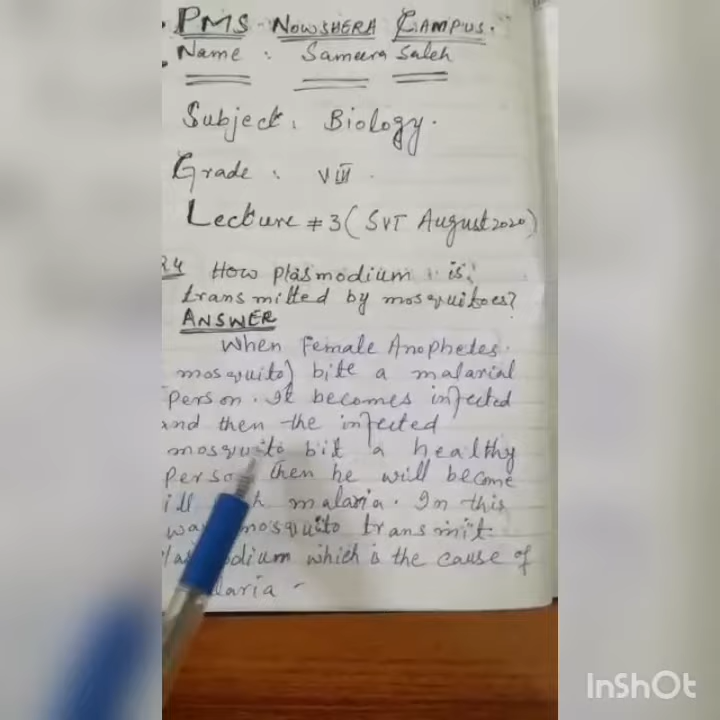 PMS NOWSHERA CAMPUS.
Name : Sameera Saleh
Subject : Biology.
Grade : VIII.
Lecture # 3 (SVT August 2020)
How plasmodium is
transmitted by mosquitoes?
ANSWER
When Female Anopheles
mosquito bite a malarial
person. It becomes infected
and then the infected
mosquito bit a healthy
Then he will become
ill malaria. In this
mosquito transmit
which is the cause of
InShOt